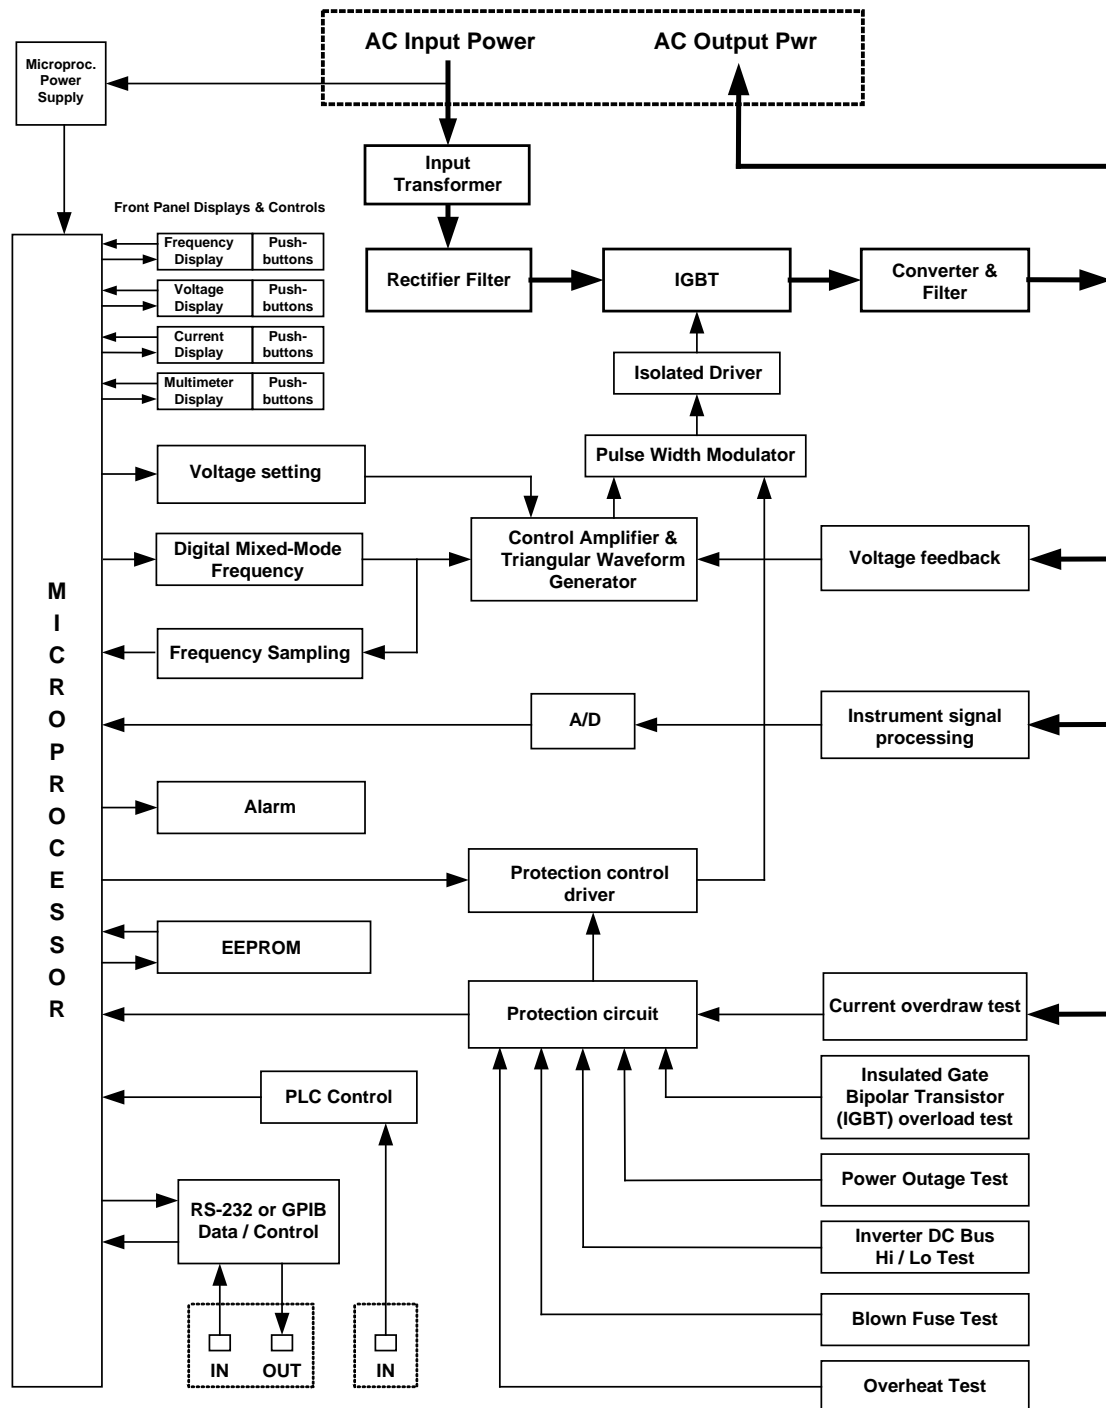 AC Input Power
AC Output Pwr
Microproc.
Power
Supply
Input
Transformer
Front Panel Displays & Controls
Frequency
Display
Push-
buttons
Voltage
Display
Push-
buttons
Current
Display
Push-
buttons
Multimeter
Display
Push-
buttons
Rectifier Filter
IGBT
Converter &
Filter
Isolated Driver
Pulse Width Modulator
Voltage setting
Digital Mixed-Mode
Frequency
Control Amplifier &
Triangular Waveform
Generator
Voltage feedback
MICROPROCESSOR
Frequency Sampling
A/D
Instrument signal
processing
Alarm
Protection control
driver
EEPROM
Protection circuit
Current overdraw test
PLC Control
Insulated Gate
Bipolar Transistor
(IGBT) overload test
Power Outage Test
RS-232 or GPIB
Data / Control
Inverter DC Bus
Hi / Lo Test
Blown Fuse Test
IN
OUT
IN
Overheat Test